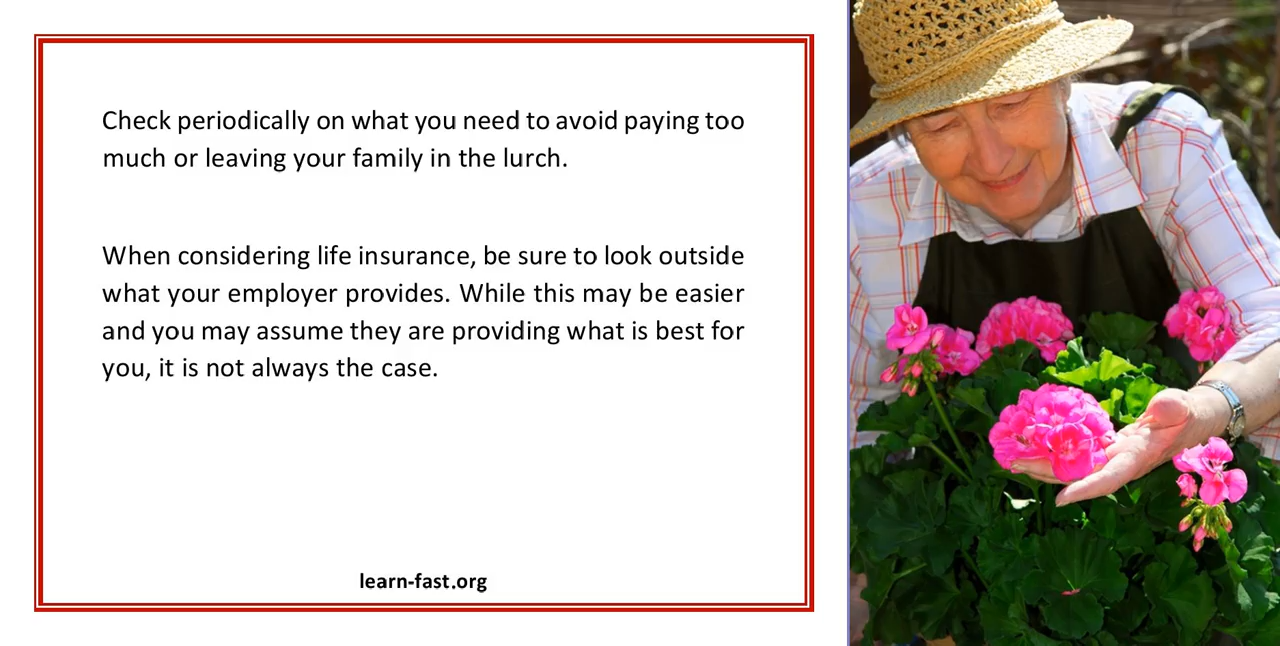 Check periodically on what you need to avoid paying too
much or leaving your family in the lurch.
When considering life insurance, be sure to look outside
what your employer provides. While this may be easier
and you may assume they are providing what is best for
you, it is not always the case.
learn-fast.org